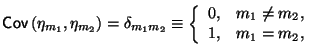 Cov (η_{m_1}, η_{m_2}) = δ_{m_1 m_2} ≡ { 0, m_1 ≠ m_2,
1, m_1 = m_2,